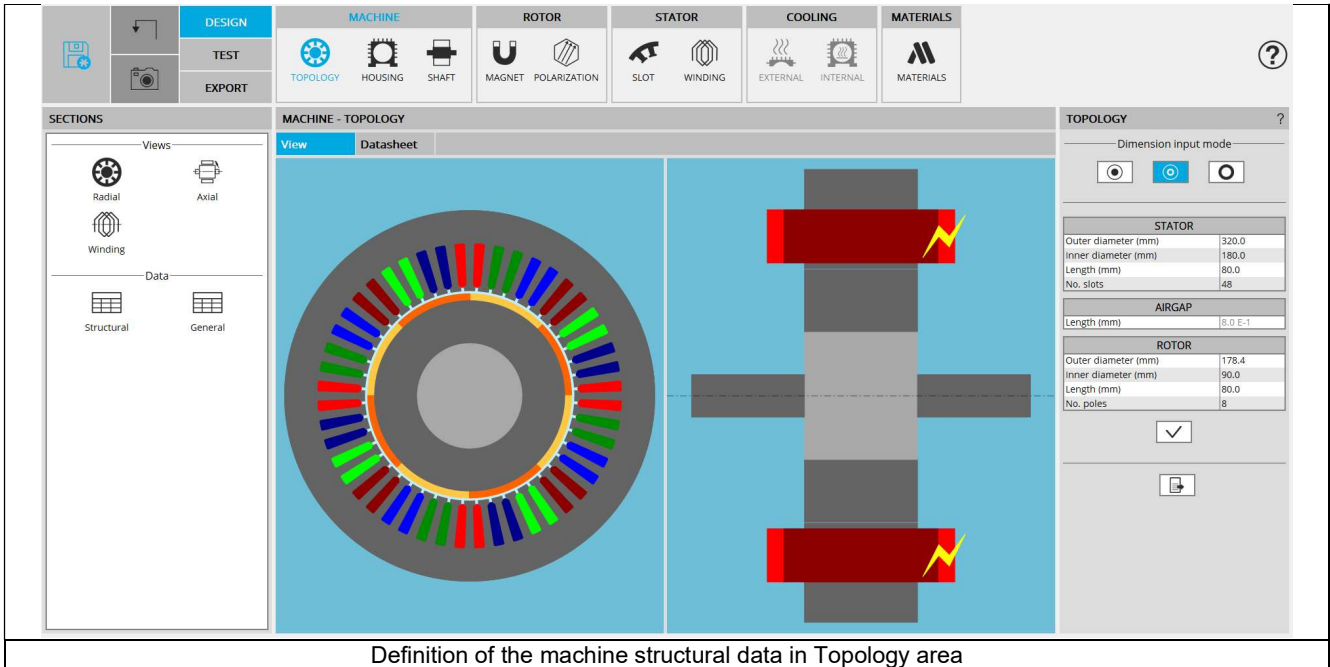 DESIGN
TEST
EXPORT
MACHINE
TOPOLOGY HOUSING SHAFT
ROTOR
MAGNET POLARIZATION
STATOR
SLOT WINDING
COOLING
EXTERNAL INTERNAL
MATERIALS
MATERIALS
?
SECTIONS
Views
Radial Axial
Winding
Data
Structural General
MACHINE - TOPOLOGY
View Datasheet
TOPOLOGY ?
Dimension input mode
STATOR
Outer diameter (mm) 320.0
Inner diameter (mm) 180.0
Length (mm) 80.0
No. slots 48
AIRGAP
Length (mm) 8.0 E-1
ROTOR
Outer diameter (mm) 178.4
Inner diameter (mm) 90.0
Length (mm) 80.0
No. poles 8
Definition of the machine structural data in Topology area